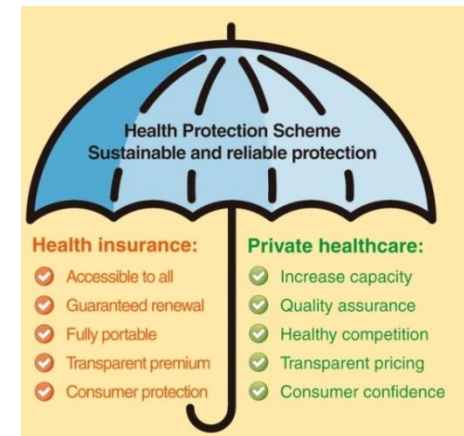 Health Protection Scheme
Sustainable and reliable protection
Health insurance:
Accessible to all
Guaranteed renewal
Fully portable
Transparent premium
Consumer protection
Private healthcare:
Increase capacity
Quality assurance
Healthy competition
Transparent pricing
Consumer confidence